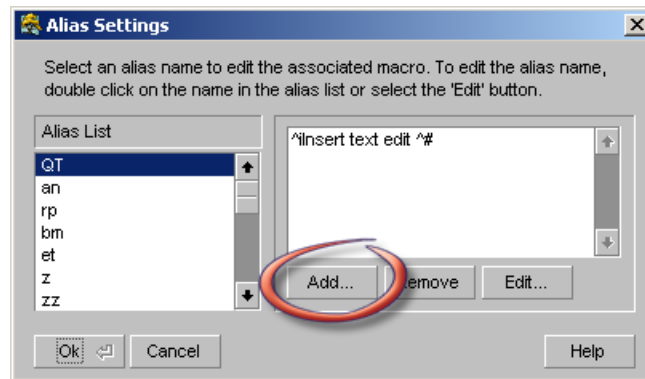 Alias Settings
Select an alias name to edit the associated macro. To edit the alias name,
double click on the name in the alias list or select the 'Edit' button.
Alias List
QT
an
rp
bm
et
z
zz
^iInsert text edit ^#
Add...
Remove
Edit...
Ok
Cancel
Help